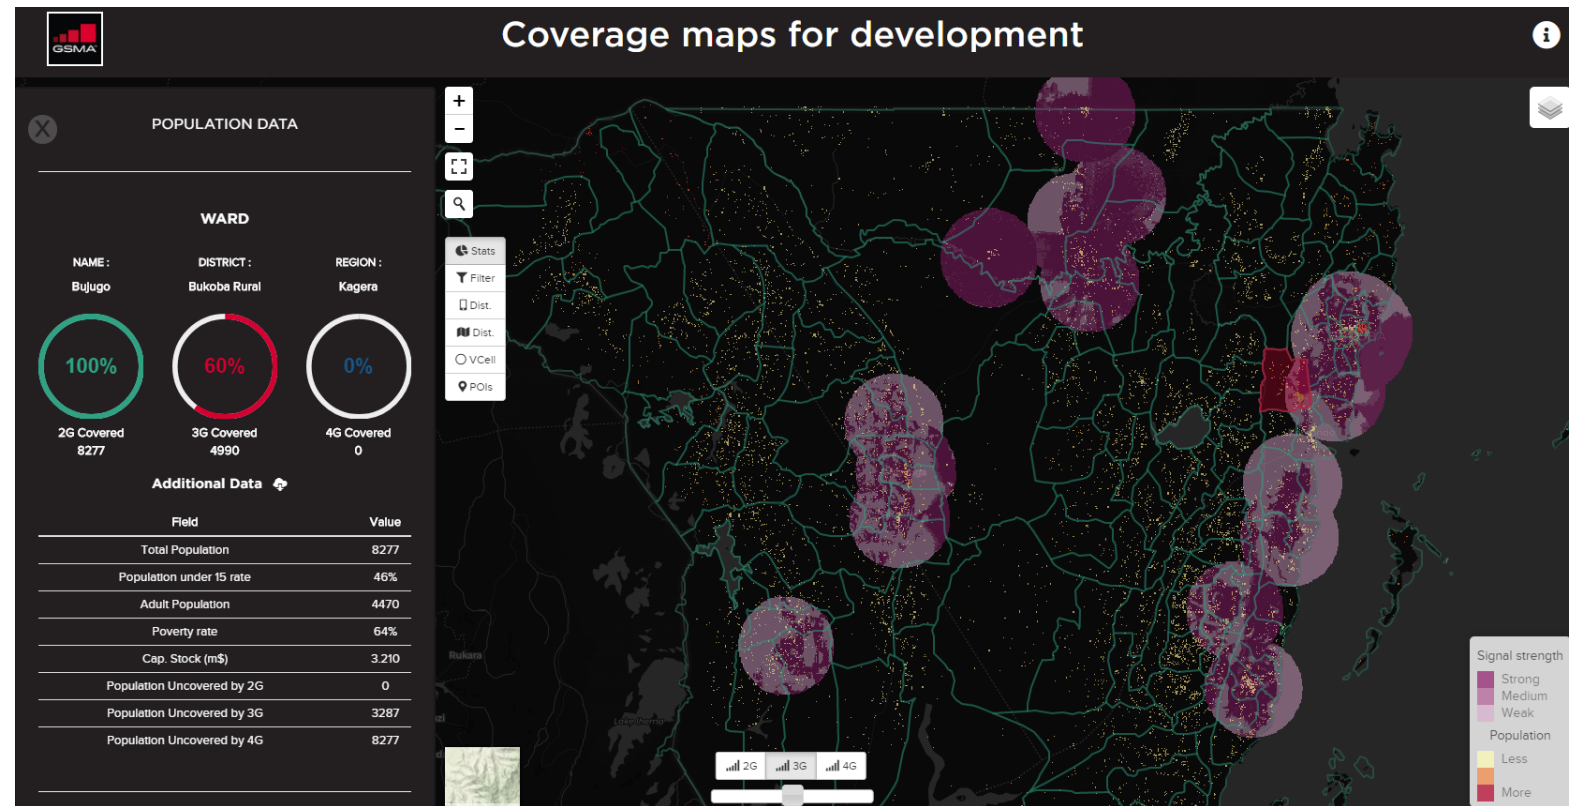 GSMA
Coverage maps for development
i
X
POPULATION DATA
WARD
NAME : DISTRICT : REGION :
Bujugo Bukoba Rural Kagera
100% 60% 0%
2G Covered 3G Covered 4G Covered
8277 4990 0
Additional Data
Field Value
Total Population 8277
Population under 15 rate 46%
Adult Population 4470
Poverty rate 64%
Cap. Stock (m$) 3.210
Population Uncovered by 2G 0
Population Uncovered by 3G 3287
Population Uncovered by 4G 8277
+
−
Stats
Filter
Dist.
Dist.
VCell
POIs
Rukara
2G 3G 4G
Signal strength
Strong
Medium
Weak
Population
Less
More